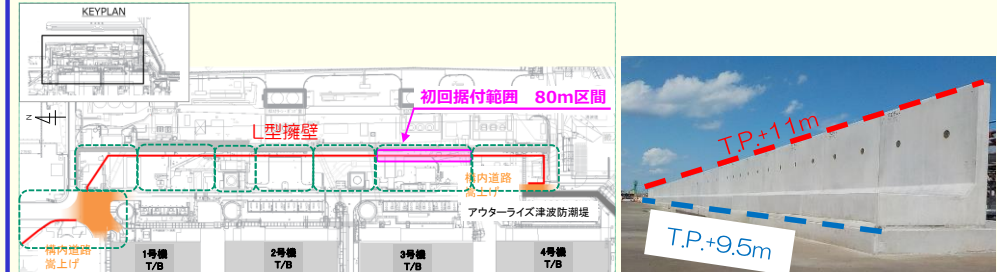 KEYPLAN
初回据付範囲　80m区間
N
L型擁壁
構内道路
嵩上げ
アウターライズ津波防潮堤
構内道路
嵩上げ
1号機
T/B
2号機
T/B
3号機
T/B
4号機
T/B
T.P.+11m
T.P.+9.5m